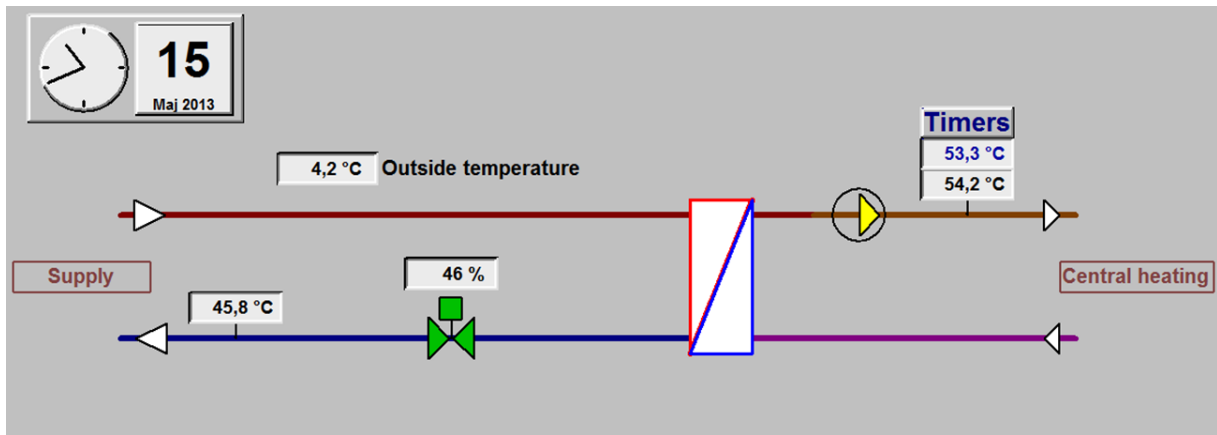 15
Maj 2013
Timers
53,3 °C
4,2 °C Outside temperature
54,2 °C
Supply
46 %
Central heating
45,8 °C